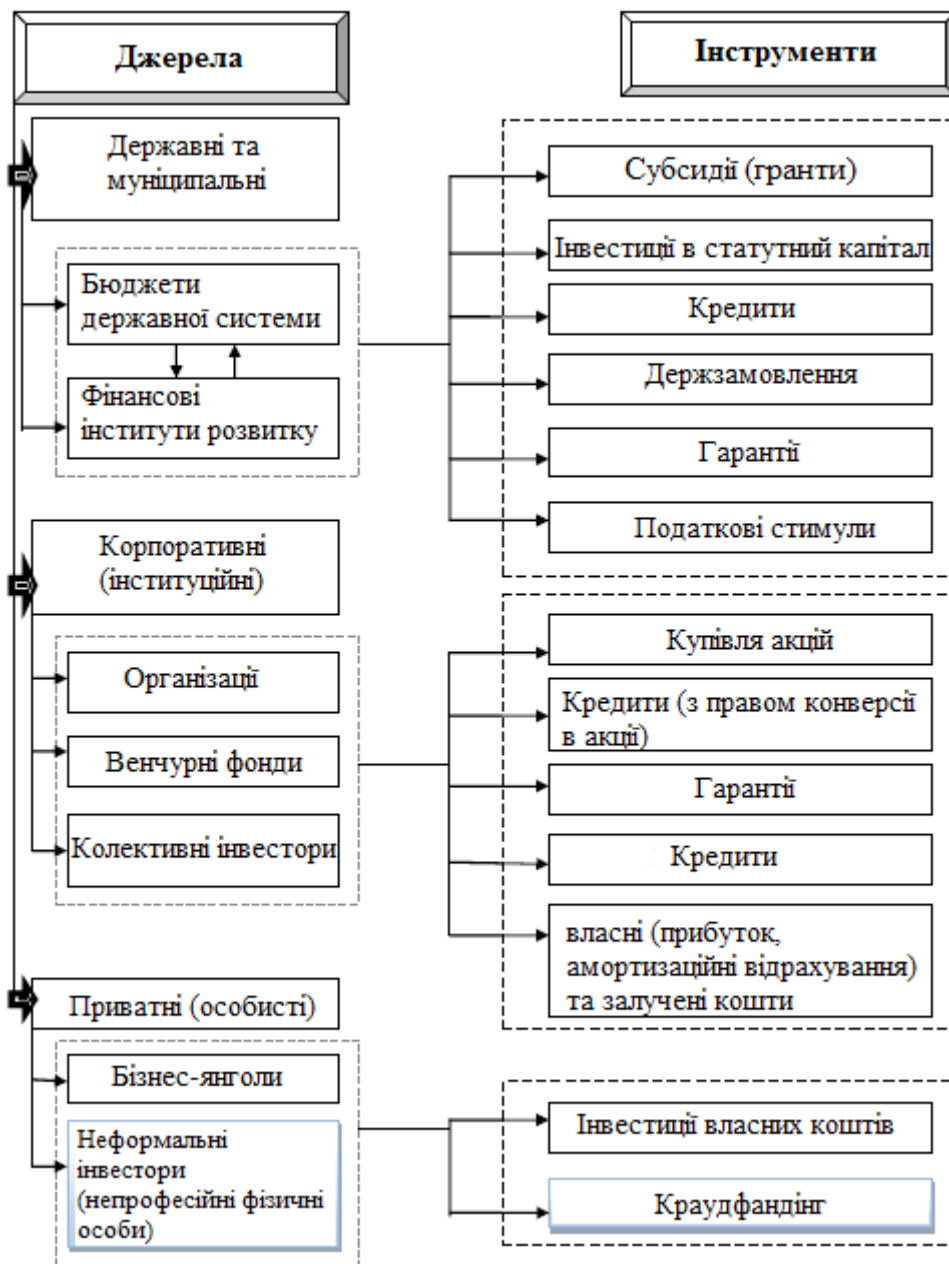 Джерела
Інструменти
Державні та
муніципальні
Бюджети
державної системи
Фінансові
інститути розвитку
Субсидії (гранти)
Інвестиції в статутний капітал
Кредити
Держзамовлення
Гарантії
Податкові стимули
Корпоративні
(інституційні)
Організації
Венчурні фонди
Колективні інвестори
Купівля акцій
Кредити (з правом конверсії
в акції)
Гарантії
Кредити
власні (прибуток,
амортизаційні відрахування)
та залучені кошти
Приватні (особисті)
Бізнес-янголи
Неформальні
інвестори
(непрофесійні фізичні
особи)
Інвестиції власних коштів
Краудфандінг